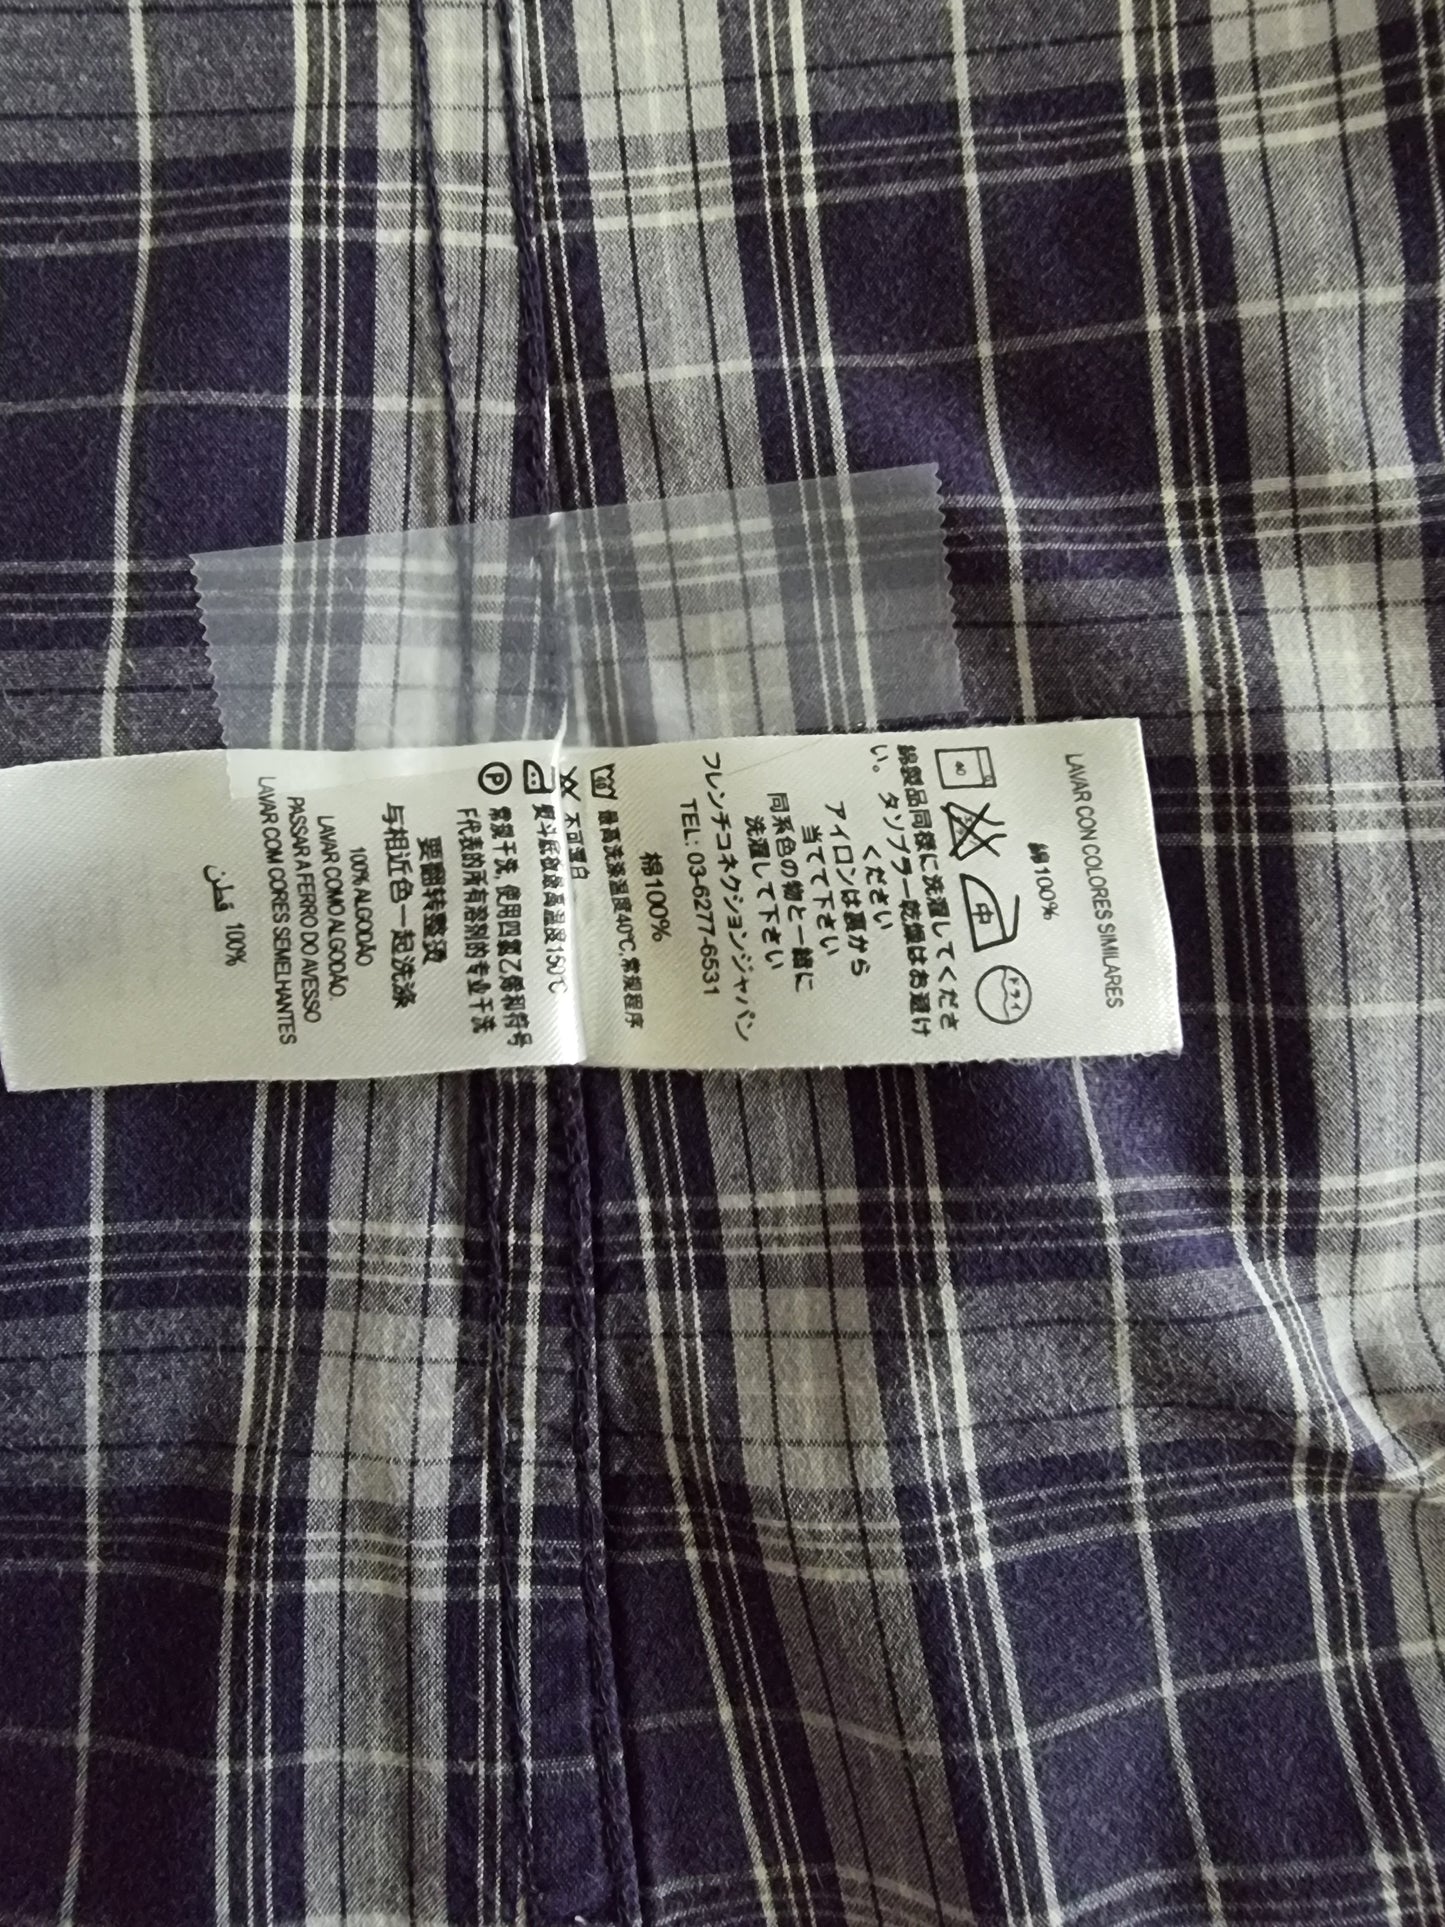 LAVAR CON COLORES SIMILARES
綿100%
40
中
ドライ
綿製品同様に洗濯してくださ
い。タンブラー乾燥はお避け
ください
アイロンは裏から
当てて下さい
同系色の物と一緒に
洗濯して下さい
フレンチコネクションジャパン
TEL: 03-6277-6531
棉100%
最高洗涤温度40℃,常规程序
不可漂白
熨斗底板最高温度150℃
P
常规干洗, 使用四氯乙烯和符号
F代表的所有溶剂的专业干洗
要翻转整烫
与相近色一起洗涤
100% ALGODÃO
LAVAR COMO ALGODÃO.
PASSAR A FERRO DO AVESSO
LAVAR COM CORES SEMELHANTES
100% قطن